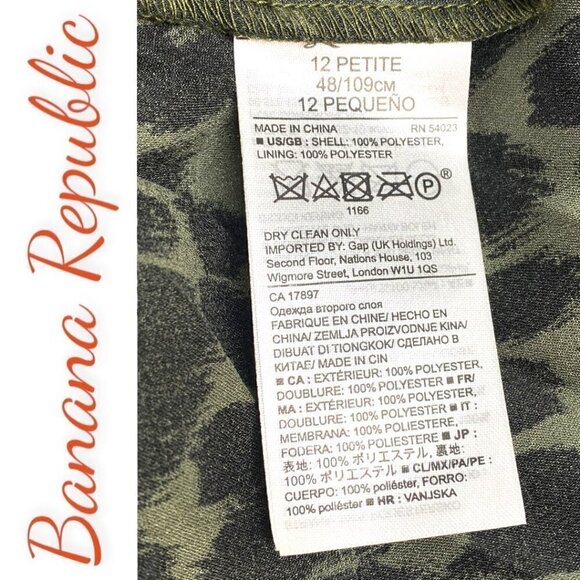 Banana Republic
12 PETITE
48/109CM
12 PEQUEÑO
MADE IN CHINA RN 54023
■ US/GB : SHELL: 100% POLYESTER,
LINING: 100% POLYESTER
P®
1166
DRY CLEAN ONLY
IMPORTED BY: Gap (UK Holdings) Ltd.
Second Floor, Nations House, 103
Wigmore Street, London W1U 1QS
CA 17897
Одежда второго слоя
FABRIQUE EN CHINE/ HECHO EN
CHINA/ ZEMLJA PROIZVODNJE KINA/
DIBUAT DI TIONGKOK/ СДЕЛАНО В
КИТАЕ/ MADE IN CIN
■ CA : EXTÉRIEUR: 100% POLYESTER,
DOUBLURE: 100% POLYESTER ■ FR/
MA : EXTÉRIEUR: 100% POLYESTER,
DOUBLURE: 100% POLYESTER ■ IT :
MEMBRANA: 100% POLIESTERE,
FODERA: 100% POLIESTERE ■ JP :
表地: 100% ポリエステル, 裏地:
100% ポリエステル ■ CL/MX/PA/PE :
CUERPO: 100% POLIÉSTER, FORRO:
100% poliéster, ■ HR : VANJSKA